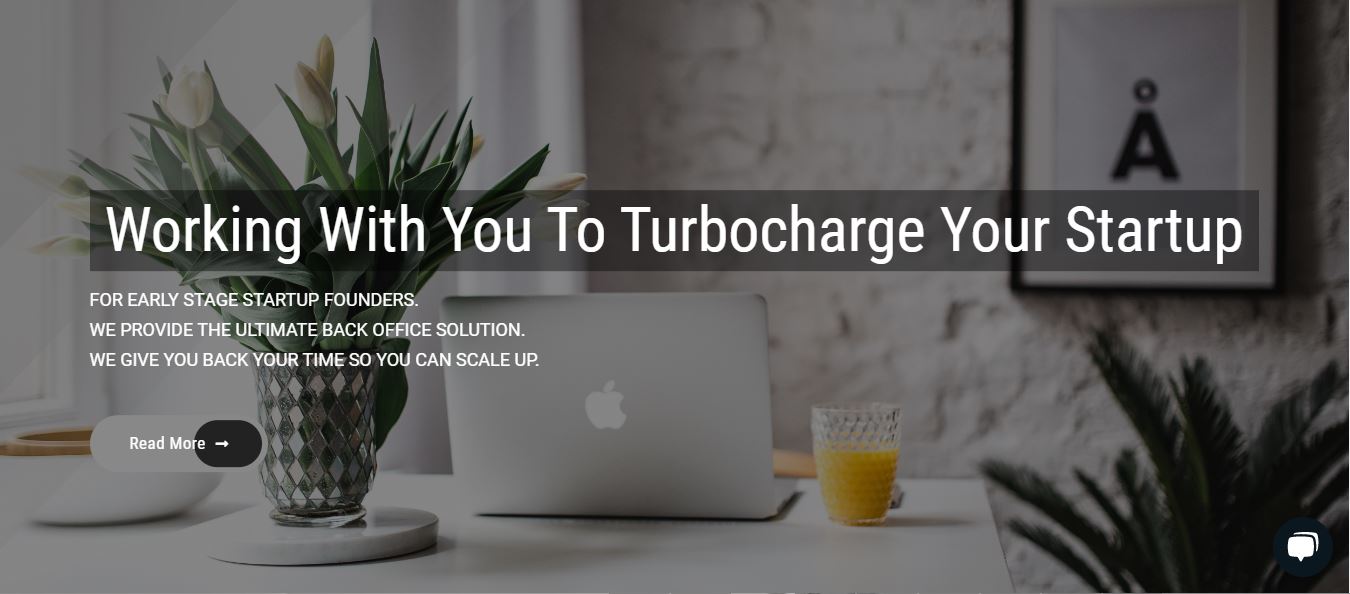 Å
Working With You To Turbocharge Your Startup
FOR EARLY STAGE STARTUP FOUNDERS.
WE PROVIDE THE ULTIMATE BACK OFFICE SOLUTION.
WE GIVE YOU BACK YOUR TIME SO YOU CAN SCALE UP.
Read More